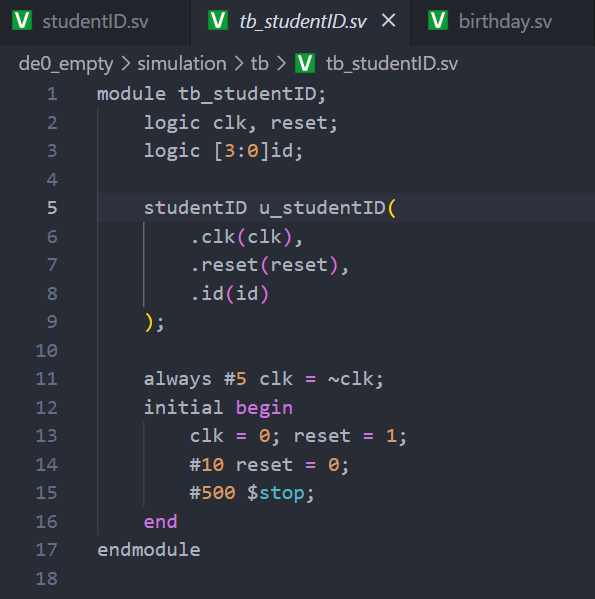 studentID.sv tb_studentID.sv × birthday.sv
de0_empty > simulation > tb > tb_studentID.sv
1 module tb_studentID;
2 logic clk, reset;
3 logic [3:0]id;
4
5 studentID u_studentID(
6 .clk(clk),
7 .reset(reset),
8 .id(id)
9 );
10
11 always #5 clk = ~clk;
12 initial begin
13 clk = 0; reset = 1;
14 #10 reset = 0;
15 #500 $stop;
16 end
17 endmodule
18